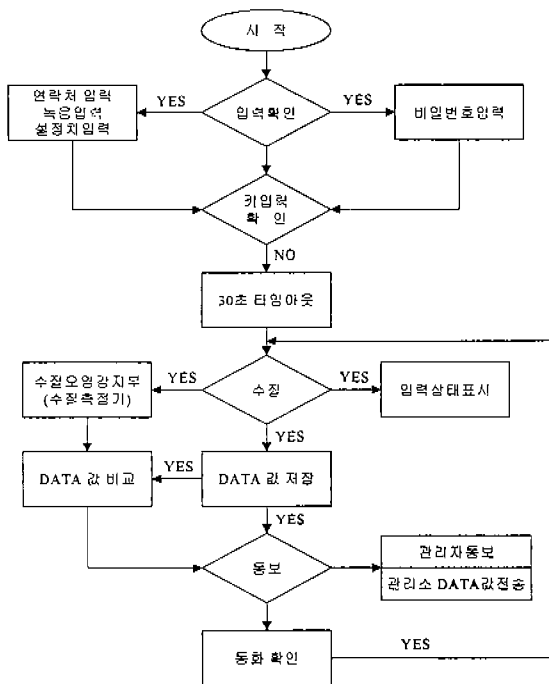 시 작
연락처 입력
녹음입력
설정치입력
YES
입력확인
YES
비밀번호입력
키입력
확 인
NO
30초 타임아웃
수질오염감지부
(수질측정기)
YES
수질
YES
입력상태표시
YES
DATA 값 비교
YES
DATA 값 저장
YES
통보
관리자통보
관리소 DATA값전송
통화 확인
YES